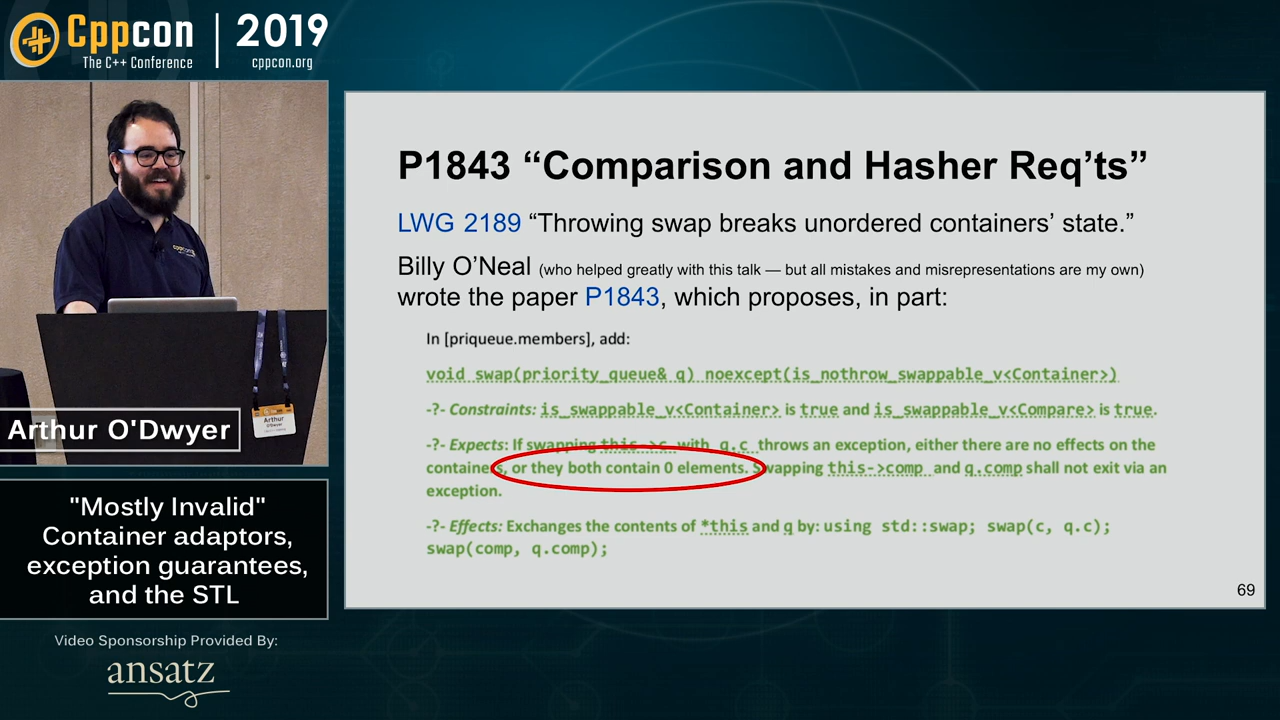 Cppcon
The C++ Conference
2019
cppcon.org
P1843 “Comparison and Hasher Req’ts”
LWG 2189 “Throwing swap breaks unordered containers’ state.”
Billy O’Neal (who helped greatly with this talk — but all mistakes and misrepresentations are my own)
wrote the paper P1843, which proposes, in part:
In [priqueue.members], add:
void swap(priority_queue& q) noexcept(is_nothrow_swappable_v<Container>)
-?- Constraints: is_swappable_v<Container> is true and is_swappable_v<Compare> is true.
-?- Expects: If swapping this->c with q.c throws an exception, either there are no effects on the
containers, or they both contain 0 elements. Swapping this->comp and q.comp shall not exit via an
exception.
-?- Effects: Exchanges the contents of *this and q by: using std::swap; swap(c, q.c);
swap(comp, q.comp);
69
cppcon
Arthur
Arthur O'Dwyer
"Mostly Invalid"
Container adaptors,
exception guarantees,
and the STL
Video Sponsorship Provided By:
ansatz